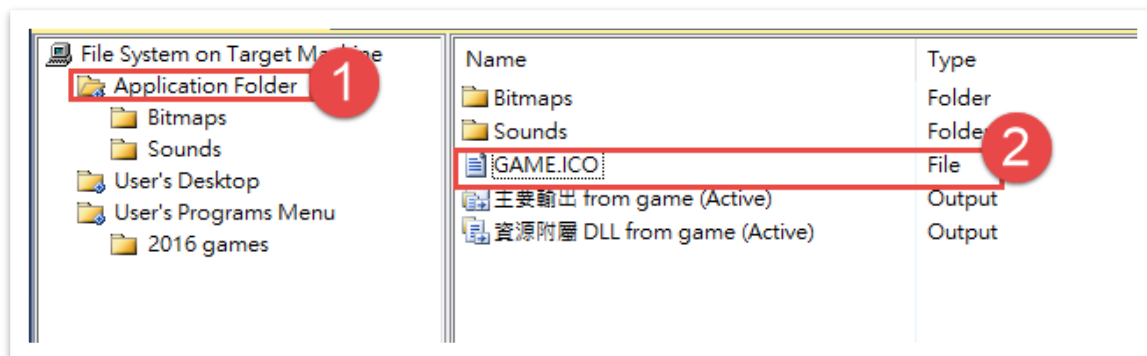 File System on Target Machine
Application Folder
Bitmaps
Sounds
User's Desktop
User's Programs Menu
2016 games
1
Name Type
Bitmaps Folder
Sounds Folder
GAME.ICO File
主要輸出 from game (Active) Output
資源附屬 DLL from game (Active) Output
2